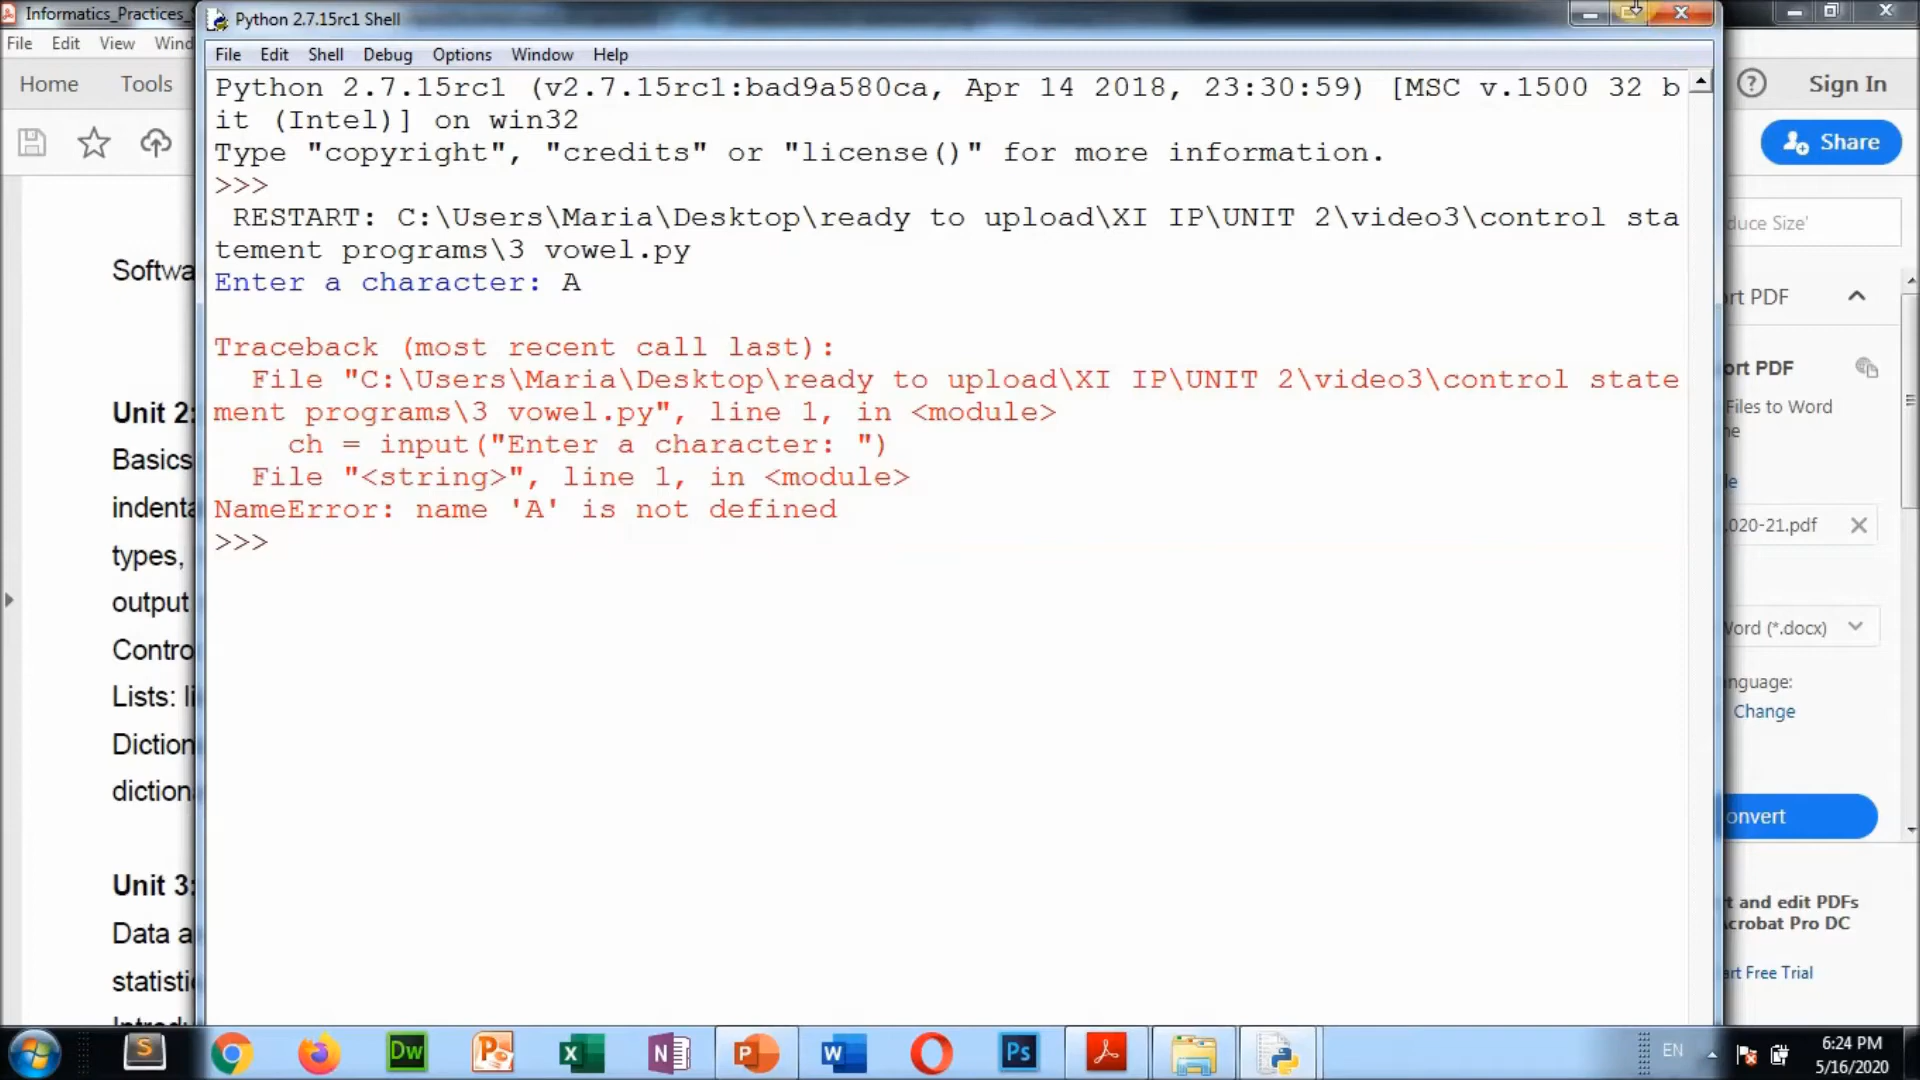 Informatics_Practices_
Python 2.7.15rc1 Shell
File Edit View Wind
File Edit Shell Debug Options Window Help
Home Tools
Sign In
Share
Python 2.7.15rc1 (v2.7.15rc1:bad9a580ca, Apr 14 2018, 23:30:59) [MSC v.1500 32 b
it (Intel)] on win32
Type "copyright", "credits" or "license()" for more information.
>>>
RESTART: C:\Users\Maria\Desktop\ready to upload\XI IP\UNIT 2\video3\control sta
tement programs\3 vowel.py
Enter a character: A
Traceback (most recent call last):
File "C:\Users\Maria\Desktop\ready to upload\XI IP\UNIT 2\video3\control state
ment programs\3 vowel.py", line 1, in <module>
ch = input("Enter a character: ")
File "<string>", line 1, in <module>
NameError: name 'A' is not defined
>>>
Softwa
Unit 2:
Basics
indenta
types,
output
Contro
Lists: li
Diction
dictiona
Unit 3:
Data a
statistic
duce Size'
rt PDF
ort PDF
Files to Word
ne
le
020-21.pdf
Word (*.docx)
nguage:
Change
onvert
t and edit PDFs
Acrobat Pro DC
art Free Trial
EN
6:24 PM
5/16/2020